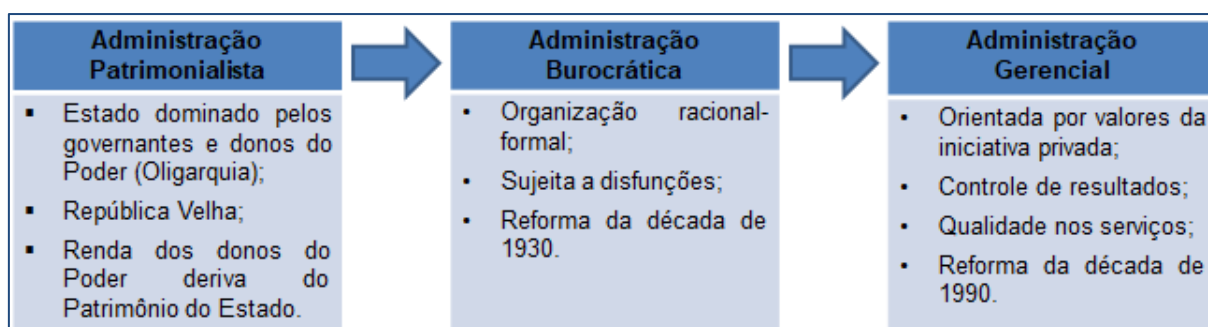 Administração
Patrimonialista
▪ Estado dominado pelos
governantes e donos do
Poder (Oligarquia);
▪ República Velha;
▪ Renda dos donos do
Poder deriva do
Patrimônio do Estado.
Administração
Burocrática
• Organização racional-
formal;
• Sujeita a disfunções;
• Reforma da década de
1930.
Administração
Gerencial
• Orientada por valores da
iniciativa privada;
• Controle de resultados;
• Qualidade nos serviços;
• Reforma da década de
1990.